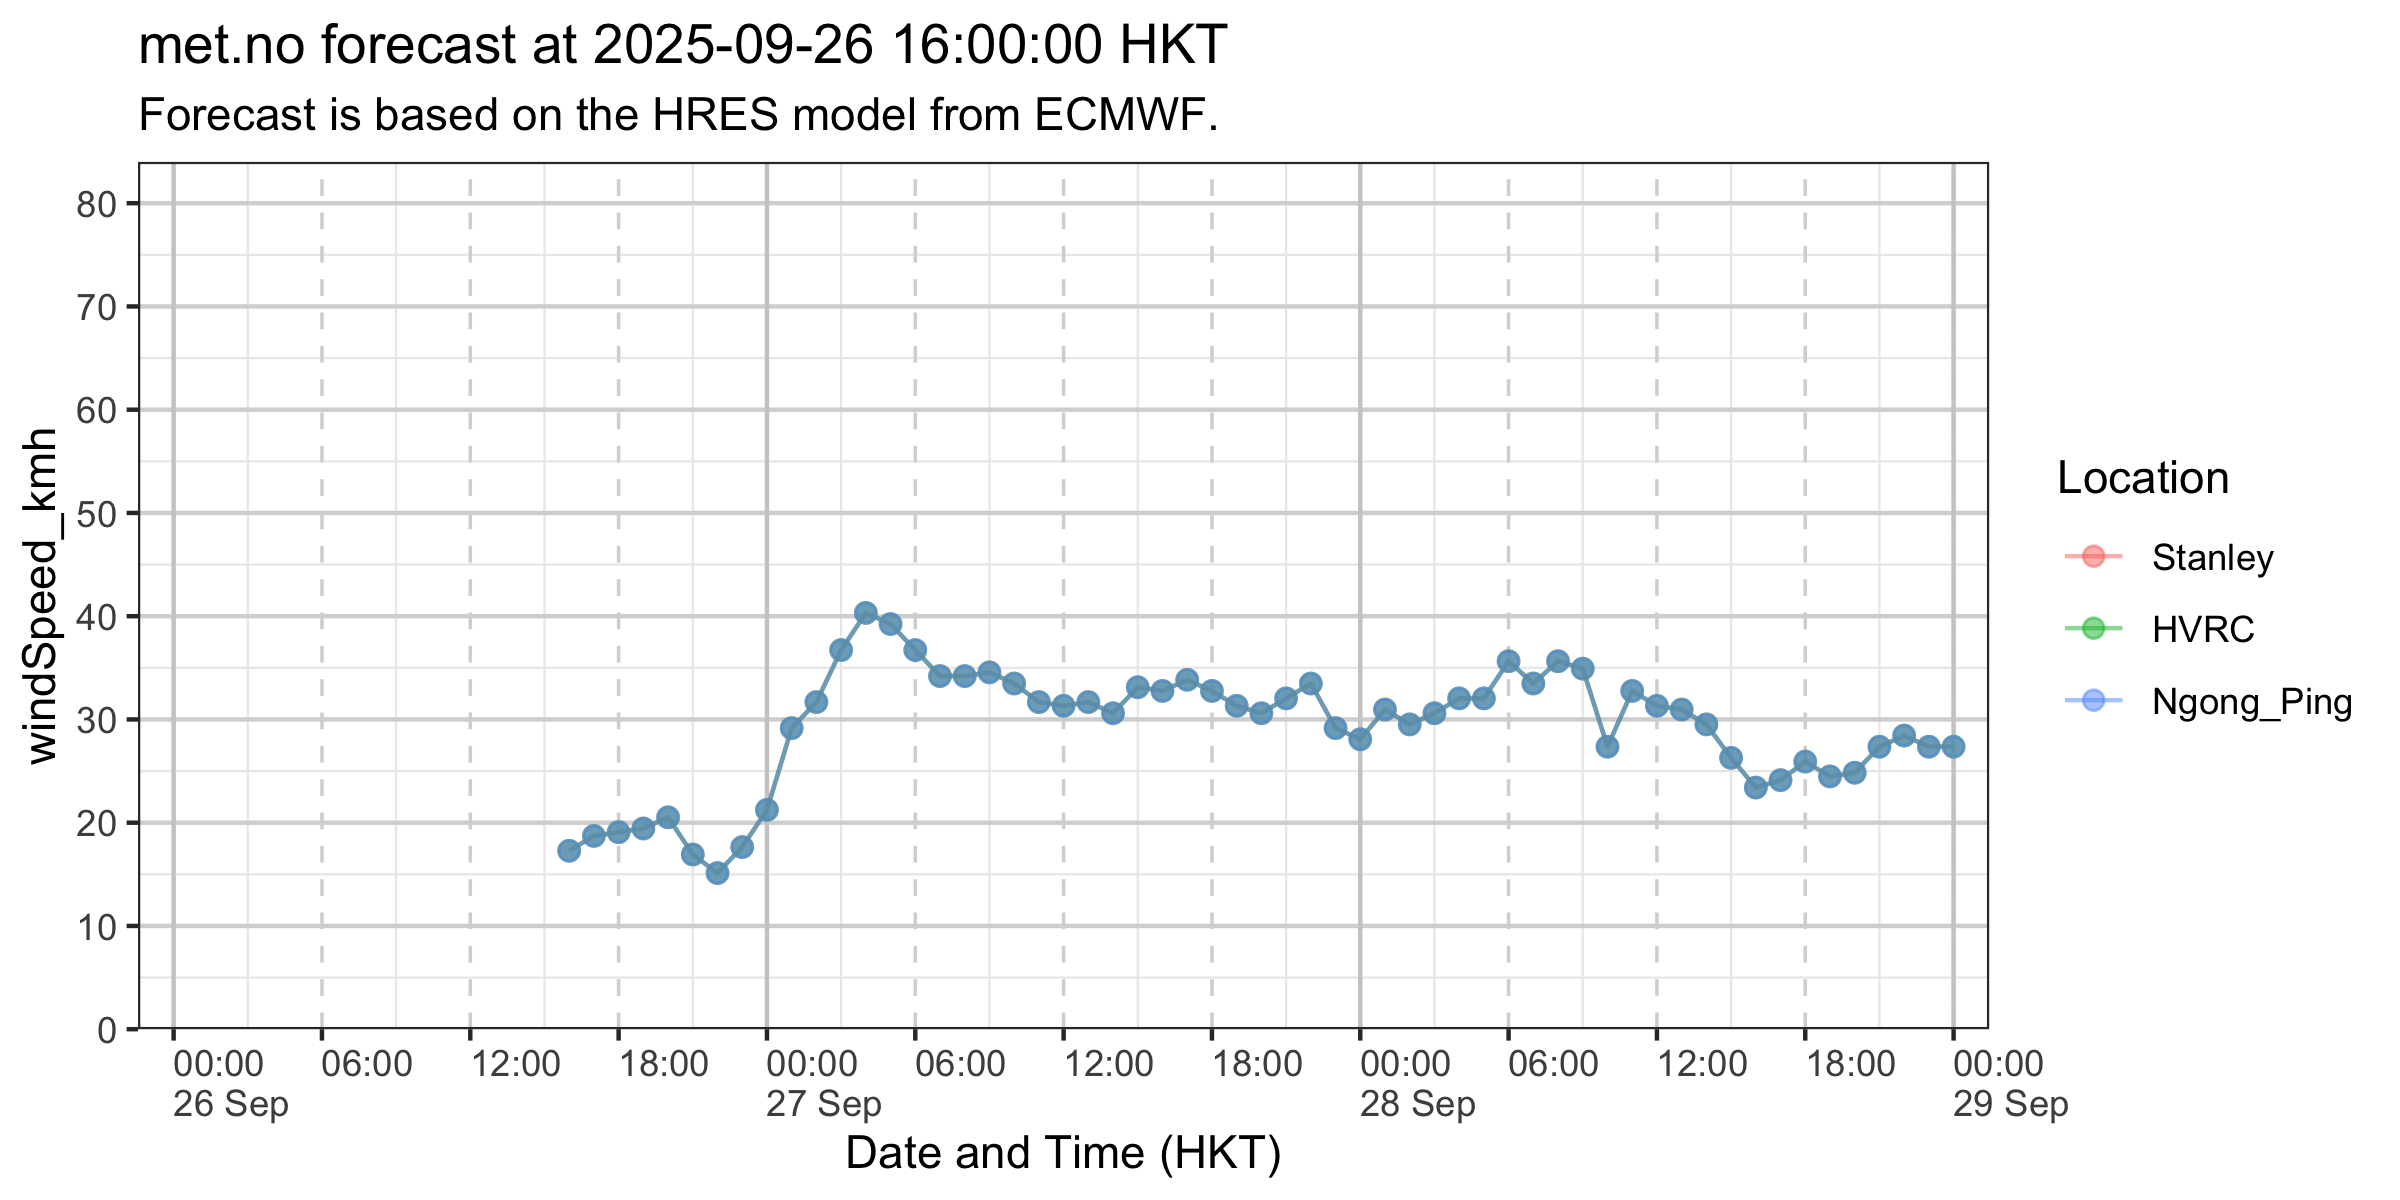 met.no forecast at 2025-09-26 16:00:00 HKT
Forecast is based on the HRES model from ECMWF.
windSpeed_kmh
80
70
60
50
40
30
20
10
0
00:00 06:00 12:00 18:00 00:00 06:00 12:00 18:00 00:00 06:00 12:00 18:00 00:00
26 Sep 27 Sep 28 Sep 29 Sep
Date and Time (HKT)
Location
Stanley
HVRC
Ngong_Ping